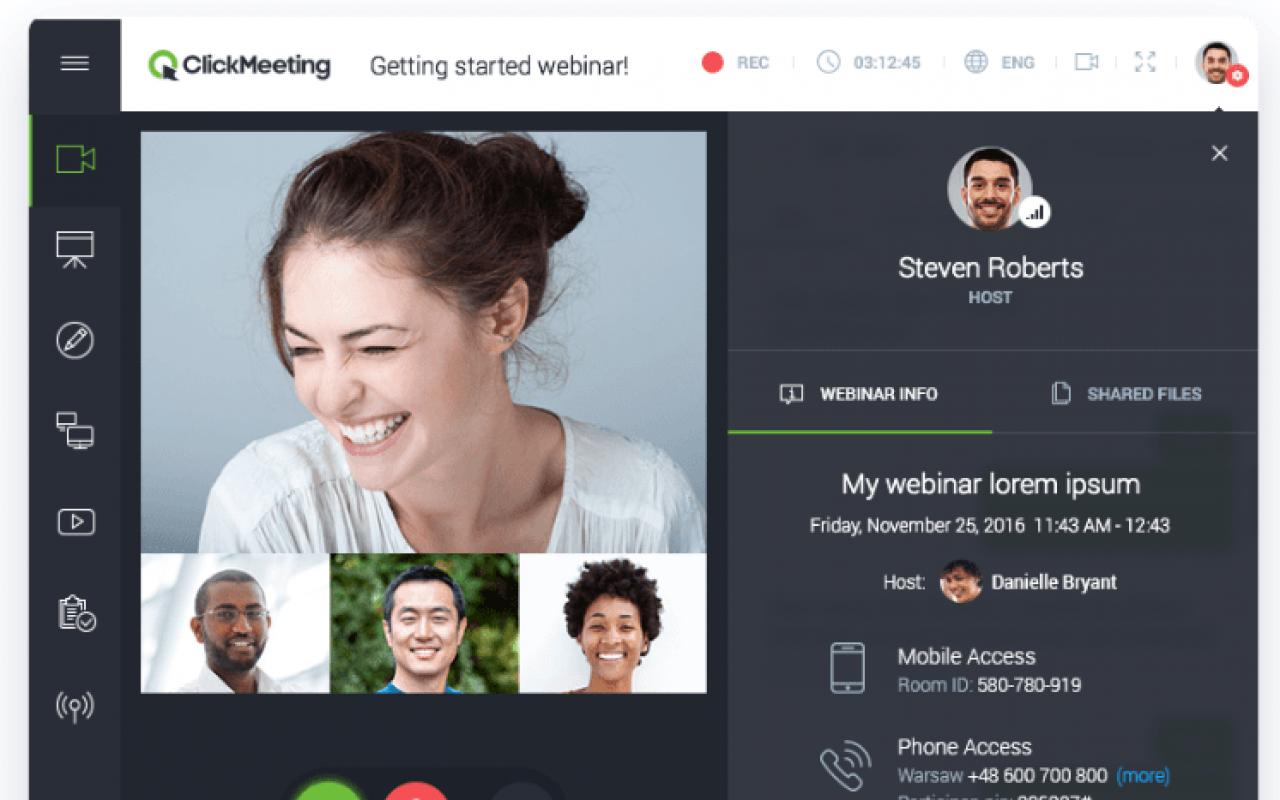 ClickMeeting
Getting started webinar!
REC
03:12:45
ENG
Steven Roberts
HOST
WEBINAR INFO
SHARED FILES
My webinar lorem ipsum
Friday, November 25, 2016 11:43 AM - 12:43
Host: Danielle Bryant
Mobile Access
Room ID: 580-780-919
Phone Access
Warsaw +48 600 700 800 (more)